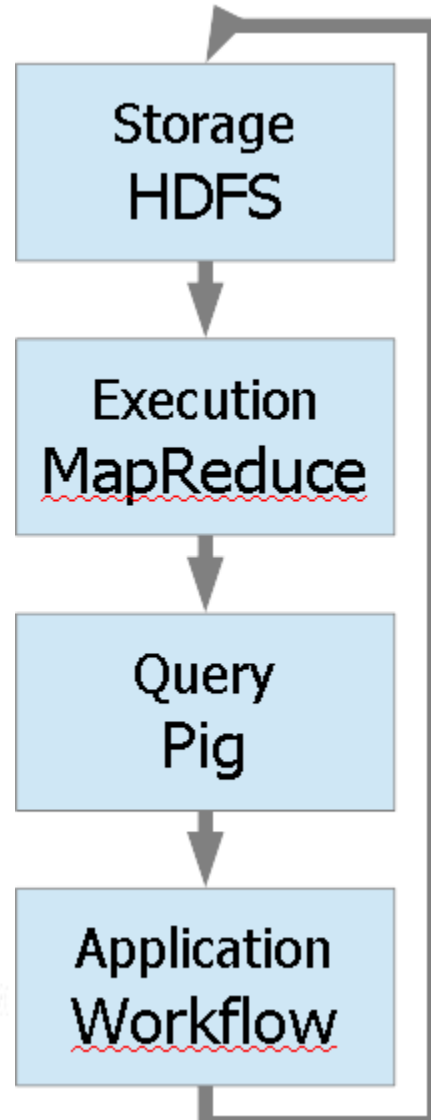 Storage
HDFS
Execution
MapReduce
Query
Pig
Application
Workflow